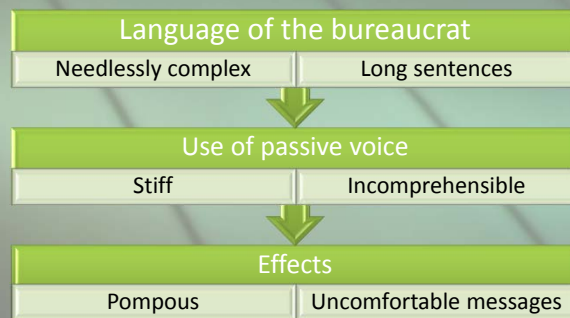 Language of the bureaucrat
Needlessly complex Long sentences
Use of passive voice
Stiff Incomprehensible
Effects
Pompous Uncomfortable messages